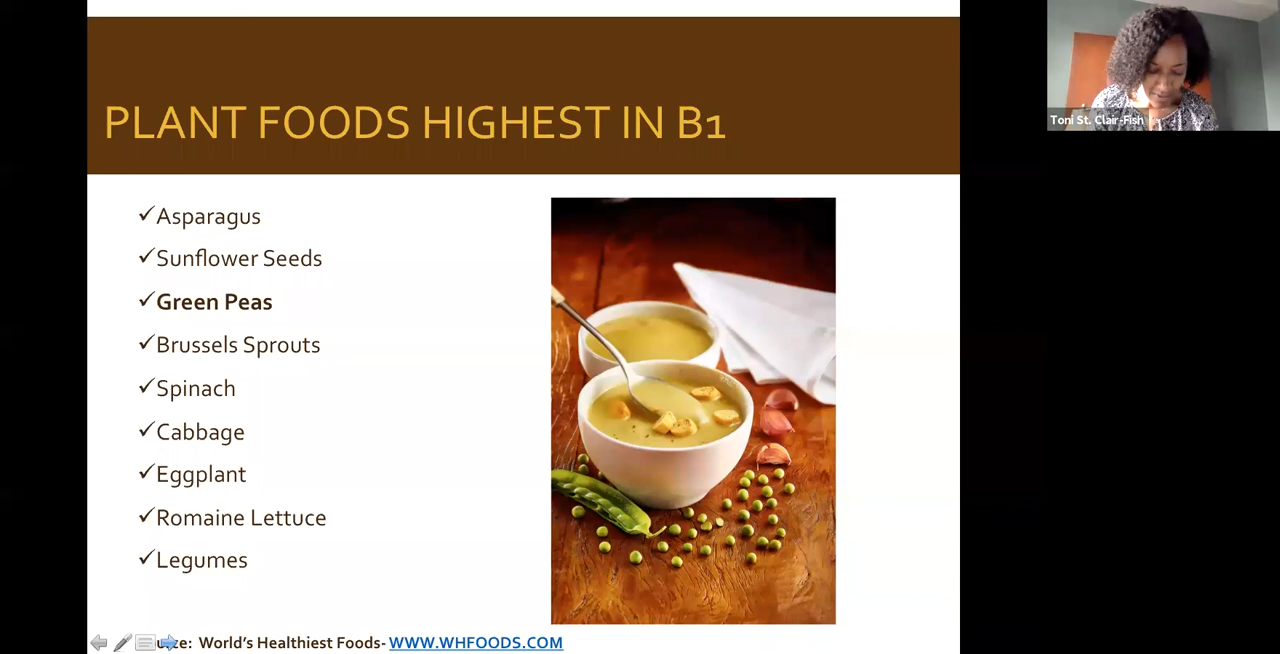 PLANT FOODS HIGHEST IN B1
Toni St. Clair-Fish
✓Asparagus
✓Sunflower Seeds
✓Green Peas
✓Brussels Sprouts
✓Spinach
✓Cabbage
✓Eggplant
✓Romaine Lettuce
✓Legumes
World's Healthiest Foods- WWW.WHFOODS.COM